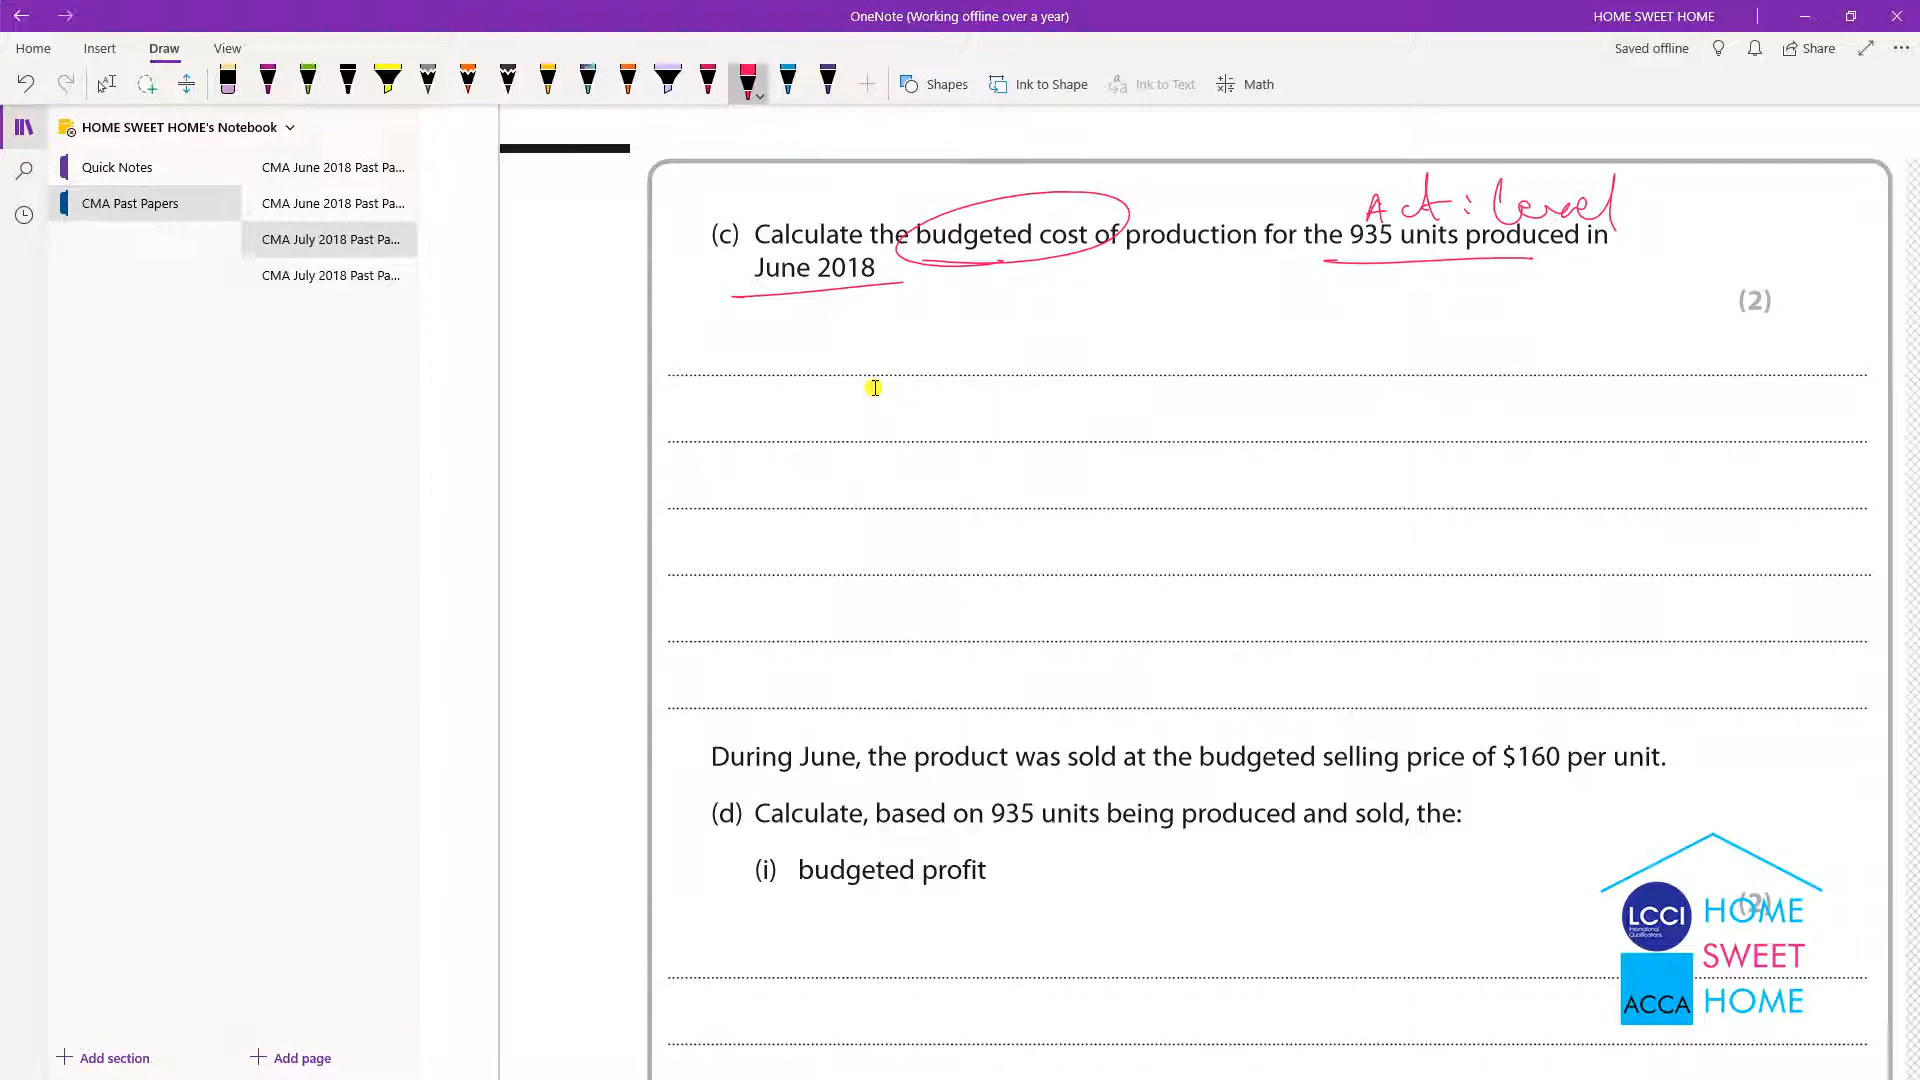 OneNote (Working offline over a year)
HOME SWEET HOME
Home Insert Draw View
Saved offline Share
Shapes Ink to Shape Ink to Text Math
HOME SWEET HOME's Notebook
Quick Notes
CMA Past Papers
CMA June 2018 Past Pa...
CMA June 2018 Past Pa...
CMA July 2018 Past Pa...
CMA July 2018 Past Pa...
Add section
Add page
Act: Level
(c) Calculate the budgeted cost of production for the 935 units produced in
June 2018
(2)
During June, the product was sold at the budgeted selling price of $160 per unit.
(d) Calculate, based on 935 units being produced and sold, the:
(i) budgeted profit
(2)
LCCI
International
Qualifications
ACCA
HOME
SWEET
HOME